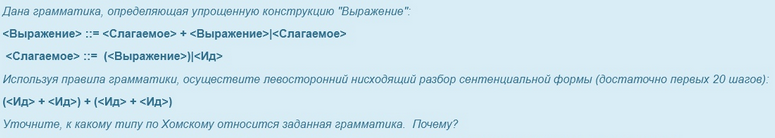 Дана грамматика, определяющая упрощенную конструкцию "Выражение":
<Выражение> ::= <Слагаемое> + <Выражение>|<Слагаемое>
<Слагаемое> ::= (<Выражение>)|<Ид>
Используя правила грамматики, осуществите левосторонний нисходящий разбор сентенциальной формы (достаточно первых 20 шагов):
(<Ид> + <Ид>) + (<Ид> + <Ид>)
Уточните, к какому типу по Хомскому относится заданная грамматика. Почему?